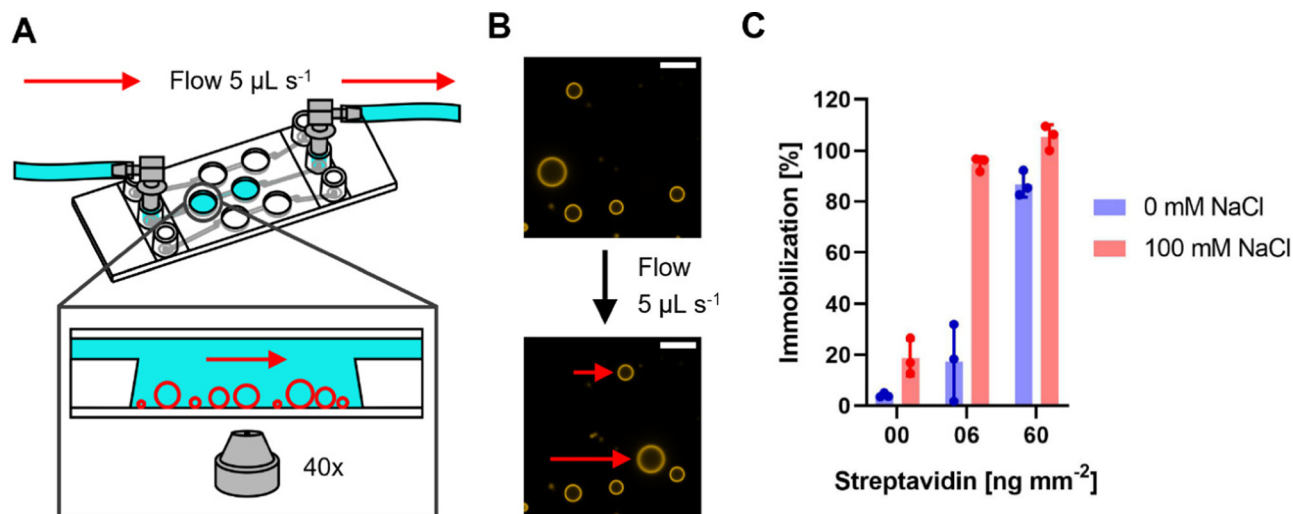 A
Flow 5 µL s⁻¹
40x
B
Flow
5 µL s⁻¹
C
Immobilization [%]
120
100
80
60
40
20
0
00 06 60
Streptavidin [ng mm⁻²]
0 mM NaCl
100 mM NaCl